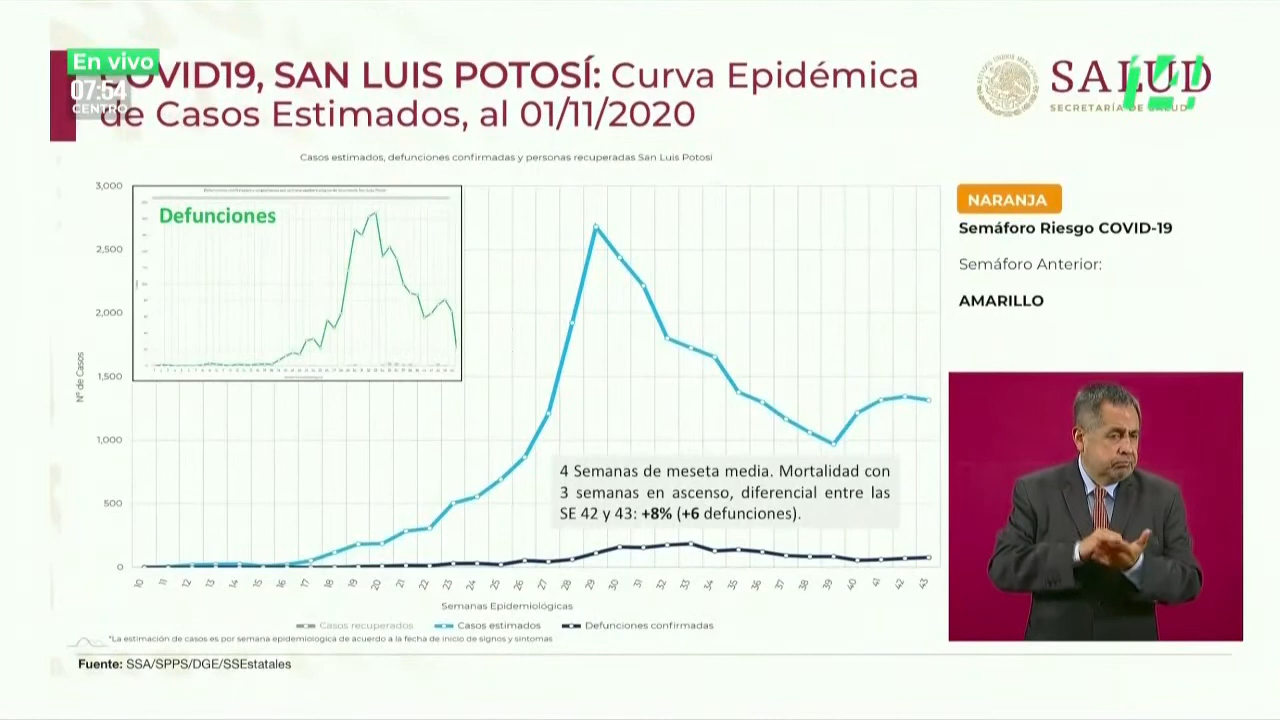 En vivo
07:54
CENTRO
COVID19, SAN LUIS POTOSÍ: Curva Epidémica
de Casos Estimados, al 01/11/2020
SALUD
SECRETARÍA DE SALUD
Casos estimados, defunciones confirmadas y personas recuperadas San Luis Potosí
Defunciones
NARANJA
Semáforo Riesgo COVID-19
Semáforo Anterior:
AMARILLO
Nº de Casos
3,000
2,500
2,000
1,500
1,000
500
0
4 Semanas de meseta media. Mortalidad con
3 semanas en ascenso, diferencial entre las
SE 42 y 43: +8% (+6 defunciones).
10 11 12 13 14 15 16 17 18 19 20 21 22 23 24 25 26 27 28 29 30 31 32 33 34 35 36 37 38 39 40 41 42 43
Semanas Epidemiológicas
Casos recuperados Casos estimados Defunciones confirmadas
*La estimación de casos es por semana epidemiologica de acuerdo a la fecha de inicio de signos y sintomas
Fuente: SSA/SPPS/DGE/SSEstatales